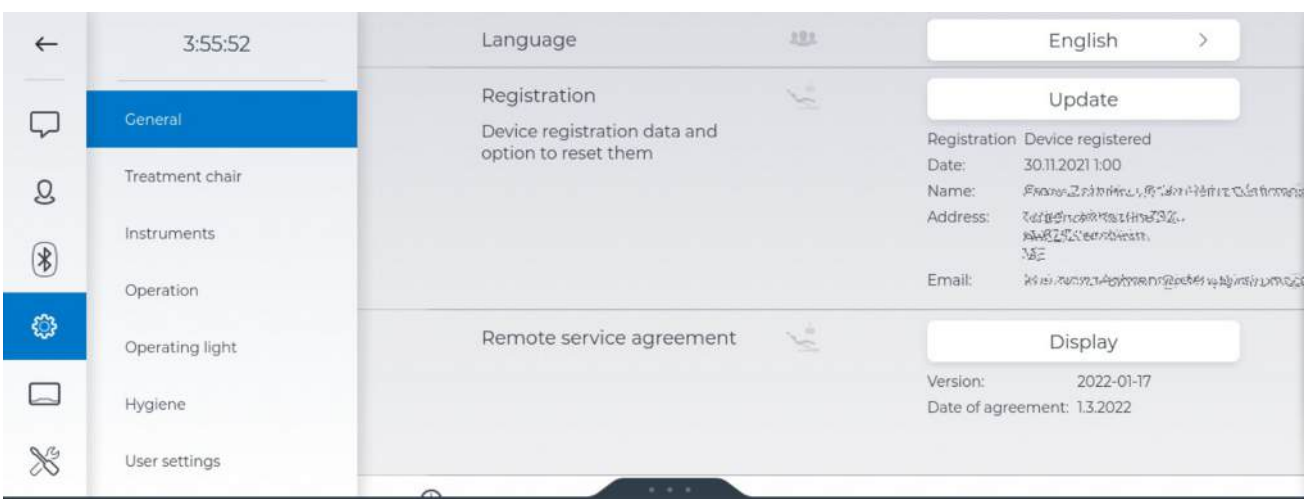 3:55:52
General
Treatment chair
Instruments
Operation
Operating light
Hygiene
User settings
Language
English
Registration
Update
Device registration data and
option to reset them
Registration Device registered
Date: 30.11.2021 1:00
Name:
Address:
Email:
Remote service agreement
Display
Version: 2022-01-17
Date of agreement: 1.3.2022